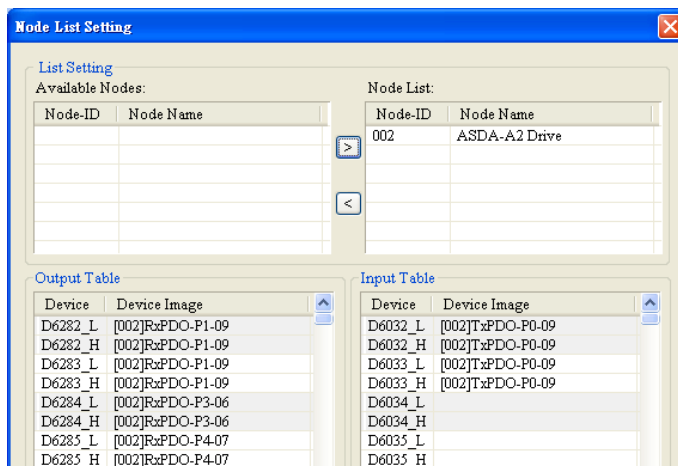 Node List Setting
List Setting
Available Nodes:
Node-ID Node Name
Node List:
Node-ID Node Name
002 ASDA-A2 Drive
>
<
Output Table
Device Device Image
D6282_L [002]RxPDO-P1-09
D6282_H [002]RxPDO-P1-09
D6283_L [002]RxPDO-P1-09
D6283_H [002]RxPDO-P1-09
D6284_L [002]RxPDO-P3-06
D6284_H [002]RxPDO-P3-06
D6285_L [002]RxPDO-P4-07
D6285_H [002]RxPDO-P4-07
Input Table
Device Device Image
D6032_L [002]TxPDO-P0-09
D6032_H [002]TxPDO-P0-09
D6033_L [002]TxPDO-P0-09
D6033_H [002]TxPDO-P0-09
D6034_L
D6034_H
D6035_L
D6035_H